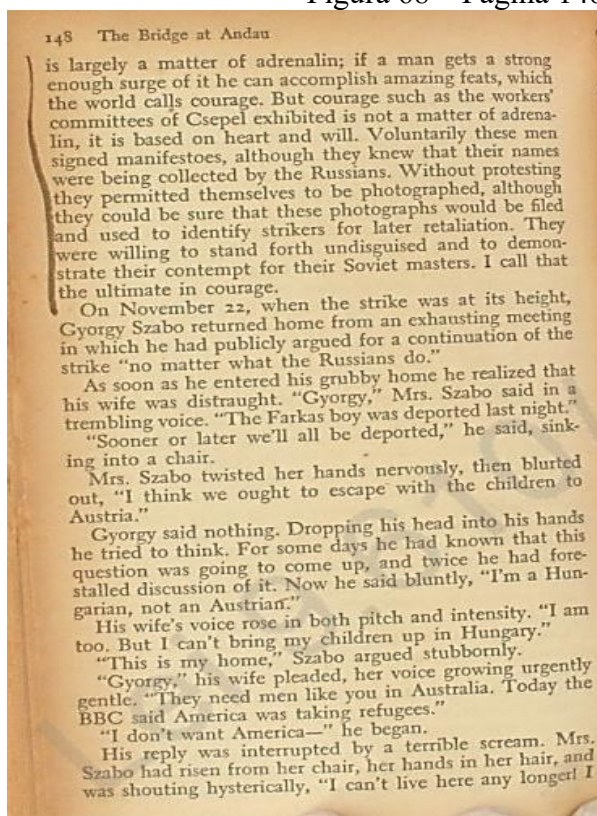 148 The Bridge at Andau
is largely a matter of adrenalin; if a man gets a strong
enough surge of it he can accomplish amazing feats, which
the world calls courage. But courage such as the workers'
committees of Csepel exhibited is not a matter of adrena-
lin, it is based on heart and will. Voluntarily these men
signed manifestoes, although they knew that their names
were being collected by the Russians. Without protesting
they permitted themselves to be photographed, although
they could be sure that these photographs would be filed
and used to identify strikers for later retaliation. They
were willing to stand forth undisguised and to demon-
strate their contempt for their Soviet masters. I call that
the ultimate in courage.
On November 22, when the strike was at its height,
Gyorgy Szabo returned home from an exhausting meeting
in which he had publicly argued for a continuation of the
strike “no matter what the Russians do.”
As soon as he entered his grubby home he realized that
his wife was distraught. “Gyorgy,” Mrs. Szabo said in a
trembling voice. “The Farkas boy was deported last night.”
“Sooner or later we'll all be deported,” he said, sink-
ing into a chair.
Mrs. Szabo twisted her hands nervously, then blurted
out, “I think we ought to escape with the children to
Austria.”
Gyorgy said nothing. Dropping his head into his hands
he tried to think. For some days he had known that this
question was going to come up, and twice he had fore-
stalled discussion of it. Now he said bluntly, “I'm a Hun-
garian, not an Austrian.”
His wife's voice rose in both pitch and intensity. “I am
too. But I can't bring my children up in Hungary.”
“This is my home,” Szabo argued stubbornly.
“Gyorgy,” his wife pleaded, her voice growing urgently
gentle. “They need men like you in Australia. Today the
BBC said America was taking refugees.”
“I don't want America—” he began.
His reply was interrupted by a terrible scream. Mrs.
Szabo had risen from her chair, her hands in her hair, and
was shouting hysterically, “I can't live here any longer! I